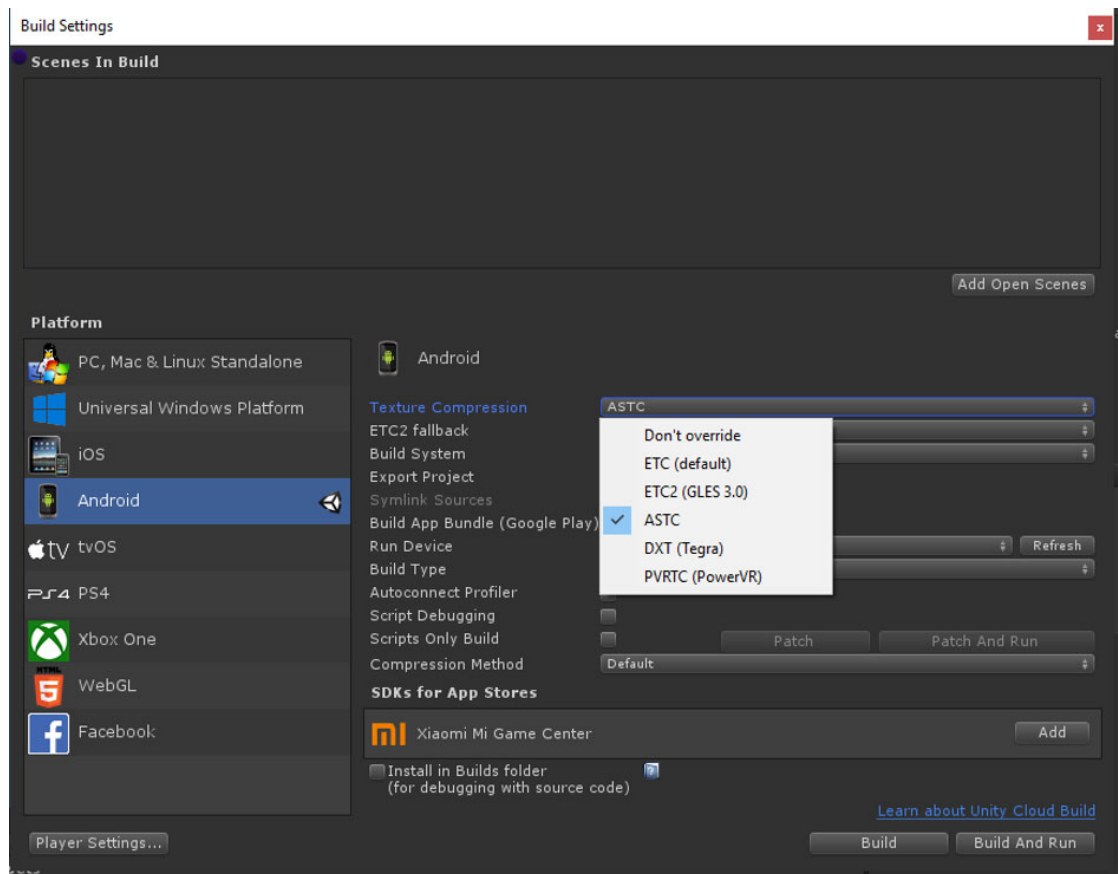 Build Settings
x
Scenes In Build
Add Open Scenes
Platform
PC, Mac & Linux Standalone
Universal Windows Platform
iOS
Android
tv tvOS
PS4 PS4
Xbox One
HTML
5
WebGL
Facebook
Android
Texture Compression ASTC
ETC2 fallback
Build System
Export Project
Symlink Sources
Build App Bundle (Google Play)
Run Device Refresh
Build Type
Autoconnect Profiler
Script Debugging
Scripts Only Build Patch Patch And Run
Compression Method Default
Don't override
ETC (default)
ETC2 (GLES 3.0)
ASTC
DXT (Tegra)
PVRTC (PowerVR)
SDKs for App Stores
Xiaomi Mi Game Center Add
Install in Builds folder
(for debugging with source code)
Learn about Unity Cloud Build
Player Settings... Build Build And Run